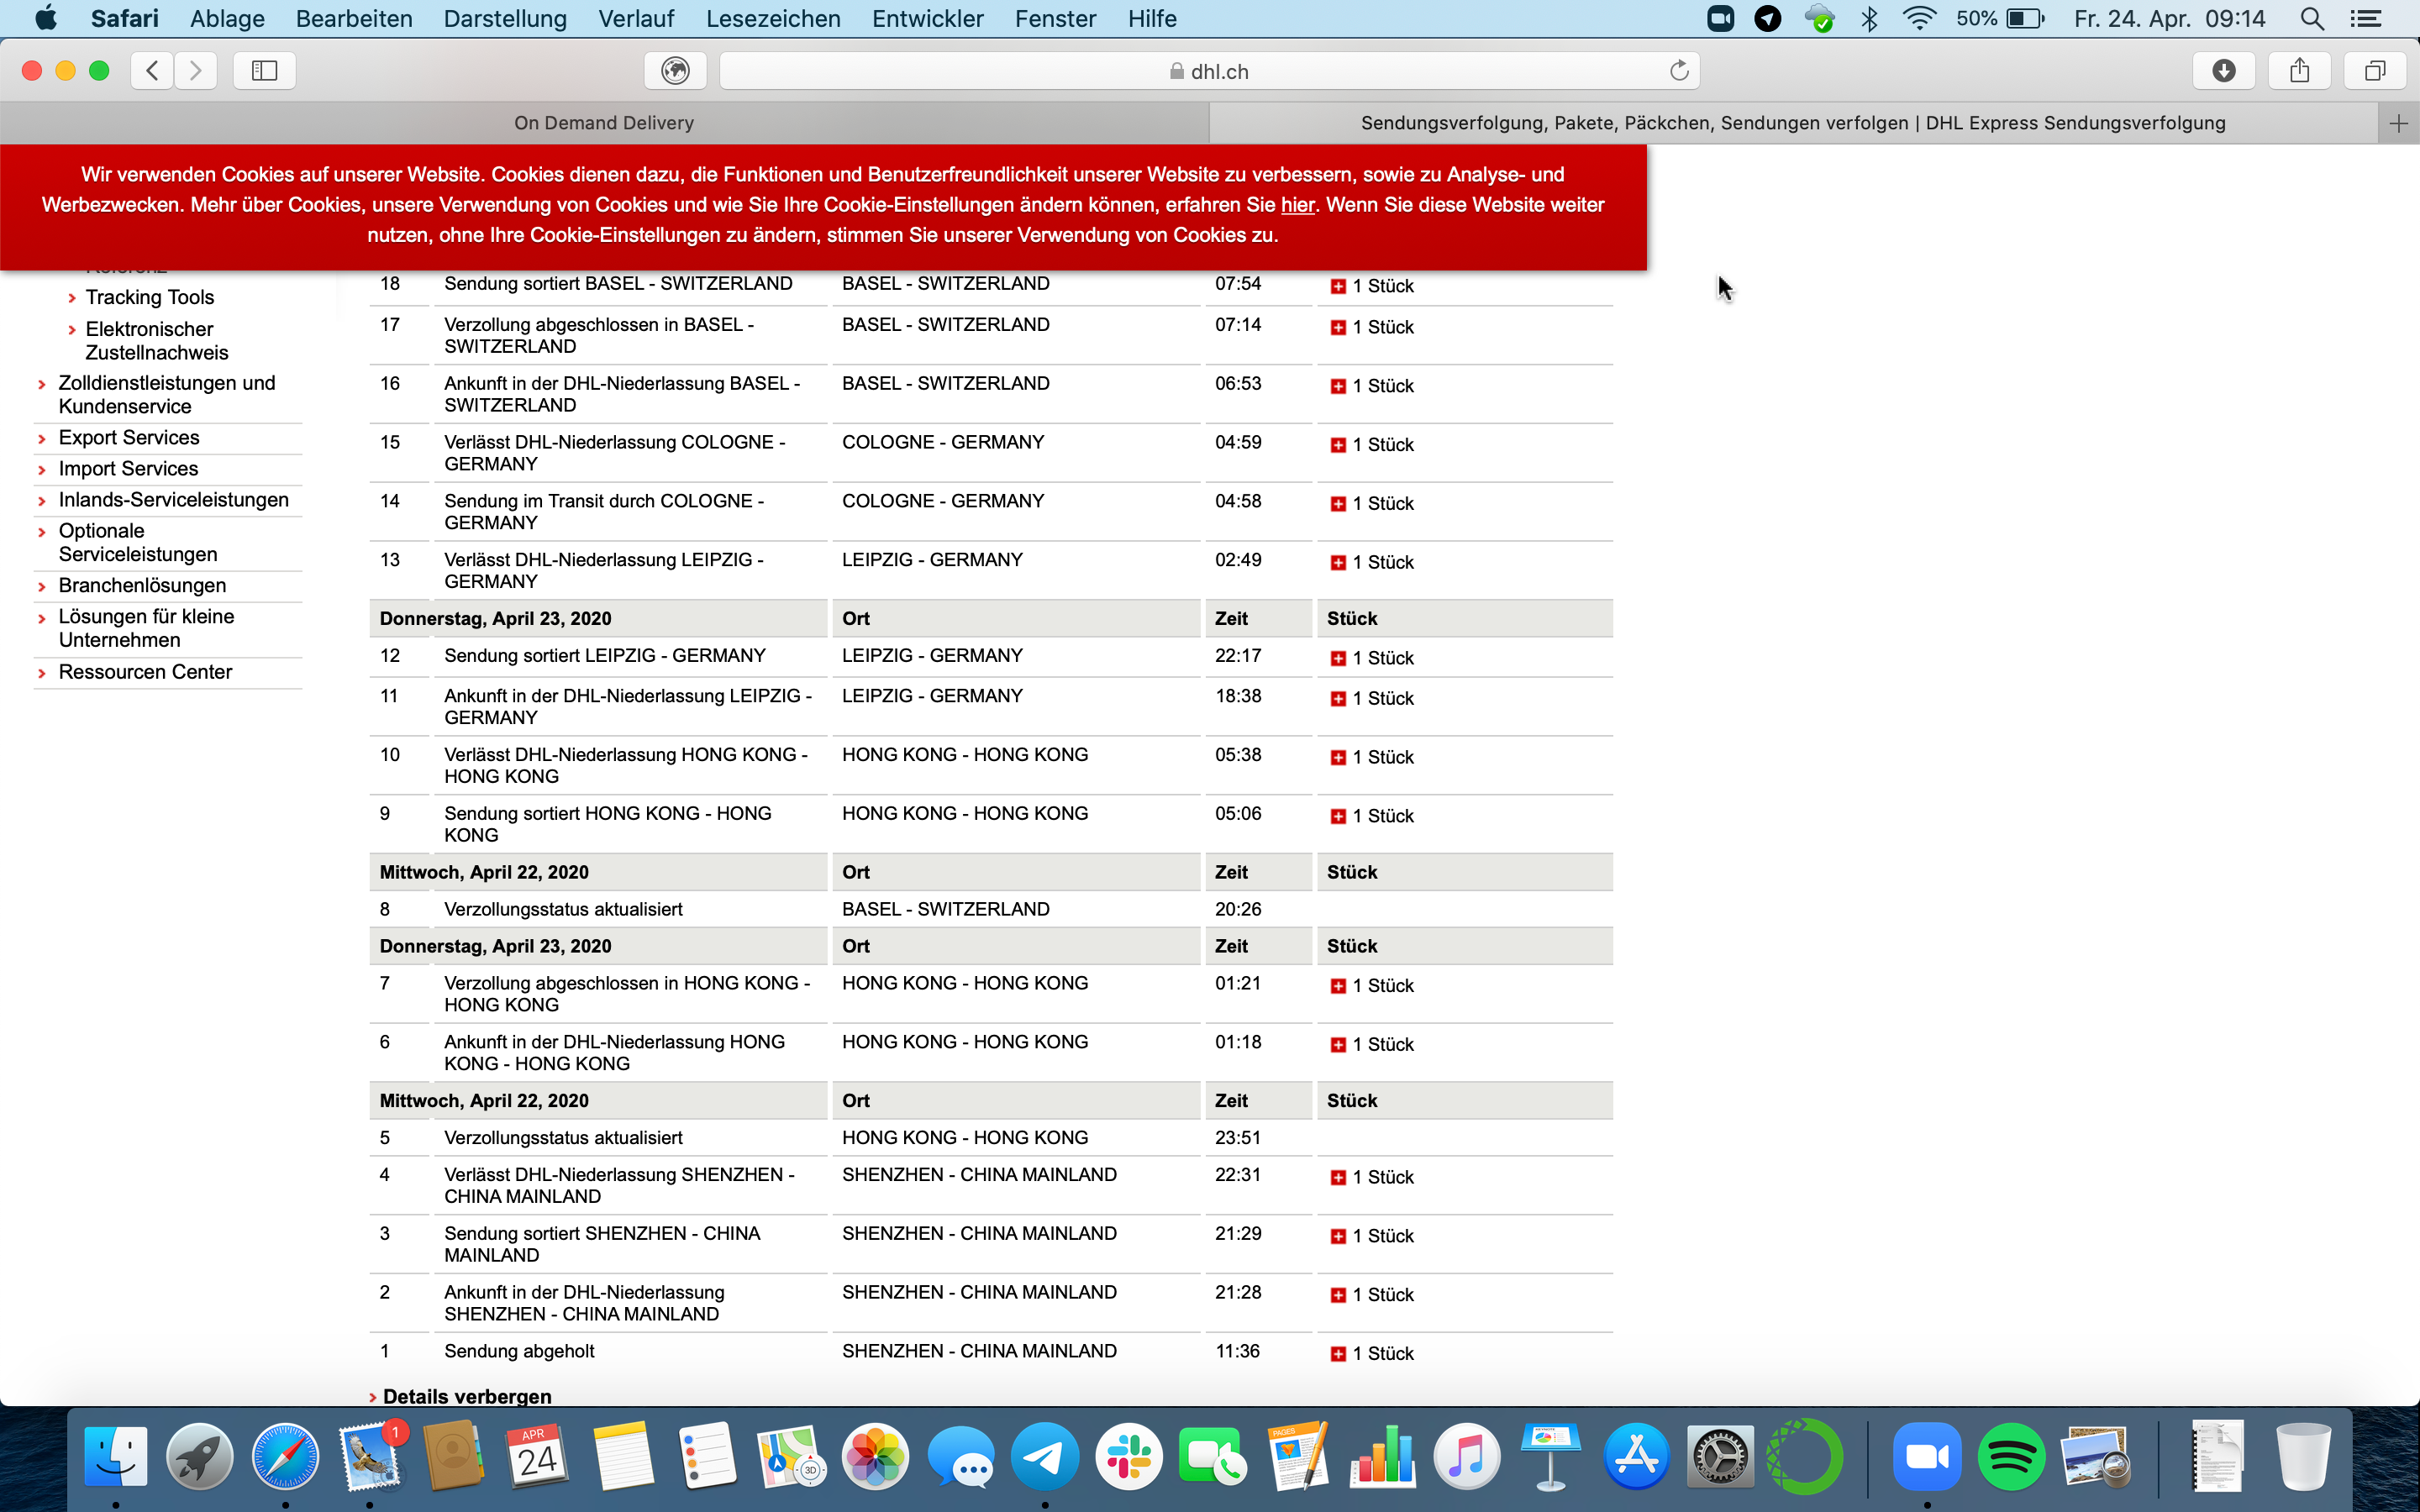 Safari Ablage Bearbeiten Darstellung Verlauf Lesezeichen Entwickler Fenster Hilfe 50% Fr. 24. Apr. 09:14
dhl.ch
On Demand Delivery
Sendungsverfolgung, Pakete, Päckchen, Sendungen verfolgen | DHL Express Sendungsverfolgung
Wir verwenden Cookies auf unserer Website. Cookies dienen dazu, die Funktionen und Benutzerfreundlichkeit unserer Website zu verbessern, sowie zu Analyse- und
Werbezwecken. Mehr über Cookies, unsere Verwendung von Cookies und wie Sie Ihre Cookie-Einstellungen ändern können, erfahren Sie hier. Wenn Sie diese Website weiter
nutzen, ohne Ihre Cookie-Einstellungen zu ändern, stimmen Sie unserer Verwendung von Cookies zu.
Tracking Tools
Elektronischer
Zustellnachweis
Zolldienstleistungen und
Kundenservice
Export Services
Import Services
Inlands-Serviceleistungen
Optionale
Serviceleistungen
Branchenlösungen
Lösungen für kleine
Unternehmen
Ressourcen Center
18 Sendung sortiert BASEL - SWITZERLAND BASEL - SWITZERLAND 07:54 1 Stück
17 Verzollung abgeschlossen in BASEL - BASEL - SWITZERLAND 07:14 1 Stück
SWITZERLAND
16 Ankunft in der DHL-Niederlassung BASEL - BASEL - SWITZERLAND 06:53 1 Stück
SWITZERLAND
15 Verlässt DHL-Niederlassung COLOGNE - COLOGNE - GERMANY 04:59 1 Stück
GERMANY
14 Sendung im Transit durch COLOGNE - COLOGNE - GERMANY 04:58 1 Stück
GERMANY
13 Verlässt DHL-Niederlassung LEIPZIG - LEIPZIG - GERMANY 02:49 1 Stück
GERMANY
Donnerstag, April 23, 2020 Ort Zeit Stück
12 Sendung sortiert LEIPZIG - GERMANY LEIPZIG - GERMANY 22:17 1 Stück
11 Ankunft in der DHL-Niederlassung LEIPZIG - LEIPZIG - GERMANY 18:38 1 Stück
GERMANY
10 Verlässt DHL-Niederlassung HONG KONG - HONG KONG - HONG KONG 05:38 1 Stück
HONG KONG
9 Sendung sortiert HONG KONG - HONG HONG KONG - HONG KONG 05:06 1 Stück
KONG
Mittwoch, April 22, 2020 Ort Zeit Stück
8 Verzollungsstatus aktualisiert BASEL - SWITZERLAND 20:26
Donnerstag, April 23, 2020 Ort Zeit Stück
7 Verzollung abgeschlossen in HONG KONG - HONG KONG - HONG KONG 01:21 1 Stück
HONG KONG
6 Ankunft in der DHL-Niederlassung HONG HONG KONG - HONG KONG 01:18 1 Stück
KONG - HONG KONG
Mittwoch, April 22, 2020 Ort Zeit Stück
5 Verzollungsstatus aktualisiert HONG KONG - HONG KONG 23:51
4 Verlässt DHL-Niederlassung SHENZHEN - SHENZHEN - CHINA MAINLAND 22:31 1 Stück
CHINA MAINLAND
3 Sendung sortiert SHENZHEN - CHINA SHENZHEN - CHINA MAINLAND 21:29 1 Stück
MAINLAND
2 Ankunft in der DHL-Niederlassung SHENZHEN - CHINA MAINLAND 21:28 1 Stück
SHENZHEN - CHINA MAINLAND
1 Sendung abgeholt SHENZHEN - CHINA MAINLAND 11:36 1 Stück
Details verbergen
1
APR
24
3D
PAGES